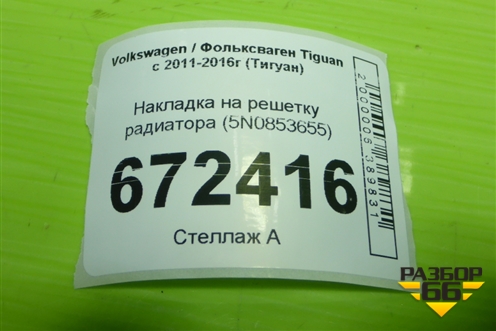 Volkswagen / Фольксваген Tiguan
с 2011-2016г (Тигуан)
Накладка на решетку
радиатора (5N0853655)
672416
Стеллаж А
2000005389831
РАЗБОР
66